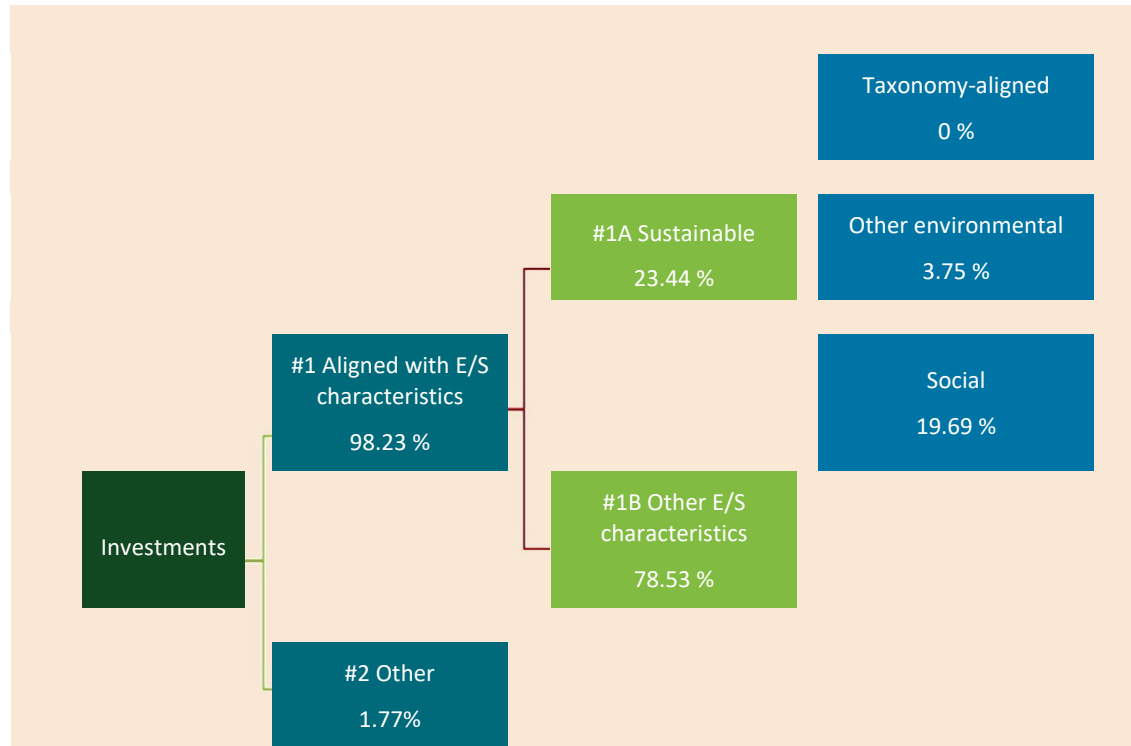 Taxonomy-aligned
0 %
#1A Sustainable
23.44 %
Other environmental
3.75 %
#1 Aligned with E/S
characteristics
98.23 %
Social
19.69 %
Investments
#1B Other E/S
characteristics
78.53 %
#2 Other
1.77%